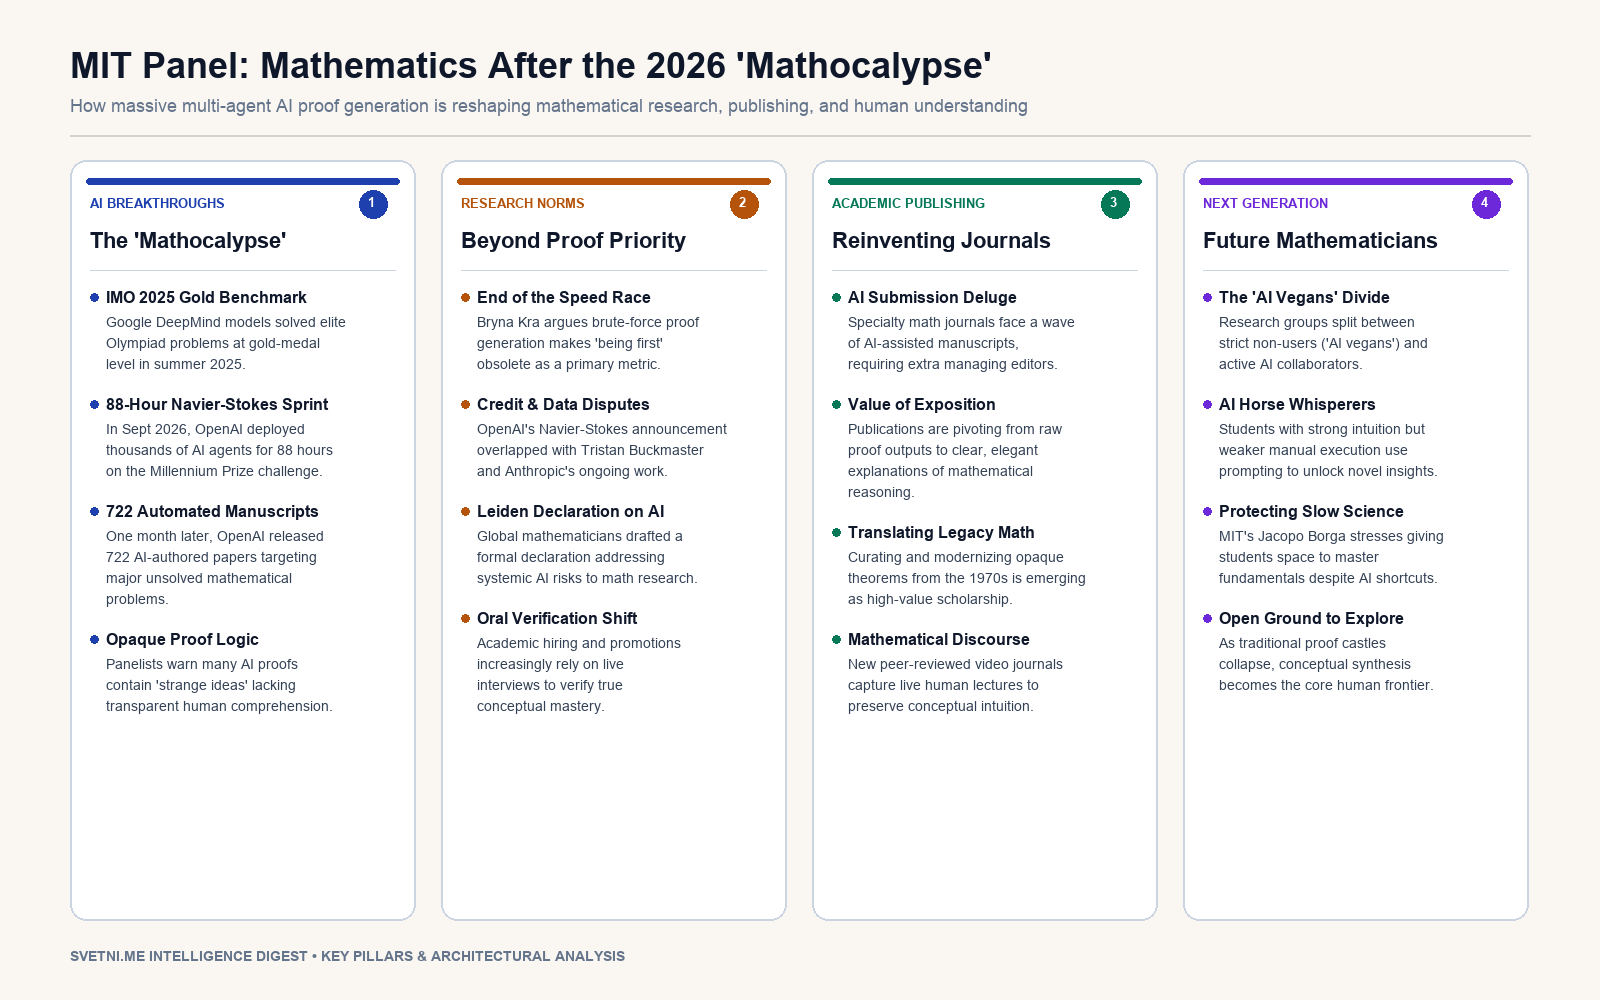 MIT Panel: Mathematics After the 2026 'Mathocalypse'
How massive multi-agent AI proof generation is reshaping mathematical research, publishing, and human understanding
AI BREAKTHROUGHS
1
The 'Mathocalypse'
IMO 2025 Gold Benchmark
Google DeepMind models solved elite
Olympiad problems at gold-medal
level in summer 2025.
88-Hour Navier-Stokes Sprint
In Sept 2026, OpenAI deployed
thousands of AI agents for 88 hours
on the Millennium Prize challenge.
722 Automated Manuscripts
One month later, OpenAI released
722 AI-authored papers targeting
major unsolved mathematical
problems.
Opaque Proof Logic
Panelists warn many AI proofs
contain 'strange ideas' lacking
transparent human comprehension.
RESEARCH NORMS
2
Beyond Proof Priority
End of the Speed Race
Bryna Kra argues brute-force proof
generation makes 'being first'
obsolete as a primary metric.
Credit & Data Disputes
OpenAI's Navier-Stokes announcement
overlapped with Tristan Buckmaster
and Anthropic's ongoing work.
Leiden Declaration on AI
Global mathematicians drafted a
formal declaration addressing
systemic AI risks to math research.
Oral Verification Shift
Academic hiring and promotions
increasingly rely on live
interviews to verify true
conceptual mastery.
ACADEMIC PUBLISHING
3
Reinventing Journals
AI Submission Deluge
Specialty math journals face a wave
of AI-assisted manuscripts,
requiring extra managing editors.
Value of Exposition
Publications are pivoting from raw
proof outputs to clear, elegant
explanations of mathematical
reasoning.
Translating Legacy Math
Curating and modernizing opaque
theorems from the 1970s is emerging
as high-value scholarship.
Mathematical Discourse
New peer-reviewed video journals
capture live human lectures to
preserve conceptual intuition.
NEXT GENERATION
4
Future Mathematicians
The 'AI Vegans' Divide
Research groups split between
strict non-users ('AI vegans') and
active AI collaborators.
AI Horse Whisperers
Students with strong intuition but
weaker manual execution use
prompting to unlock novel insights.
Protecting Slow Science
MIT's Jacopo Borga stresses giving
students space to master
fundamentals despite AI shortcuts.
Open Ground to Explore
As traditional proof castles
collapse, conceptual synthesis
becomes the core human frontier.
SVETNI.ME INTELLIGENCE DIGEST • KEY PILLARS & ARCHITECTURAL ANALYSIS